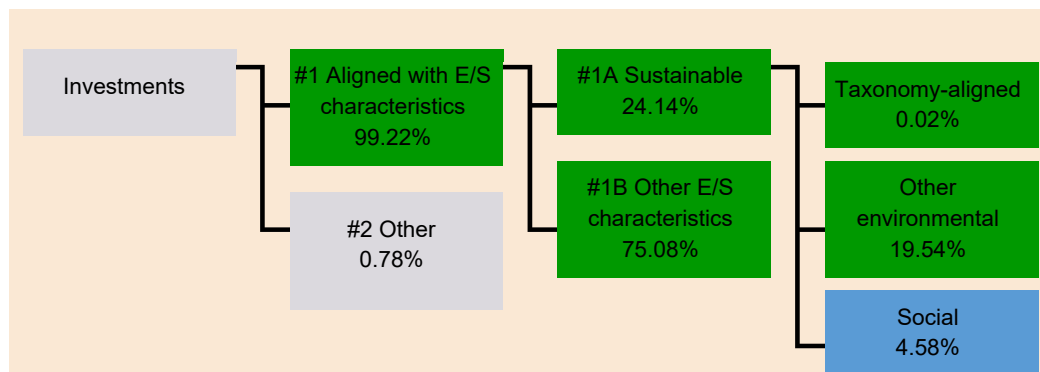 Investments
#1 Aligned with E/S
characteristics
99.22%
#2 Other
0.78%
#1A Sustainable
24.14%
#1B Other E/S
characteristics
75.08%
Taxonomy-aligned
0.02%
Other
environmental
19.54%
Social
4.58%